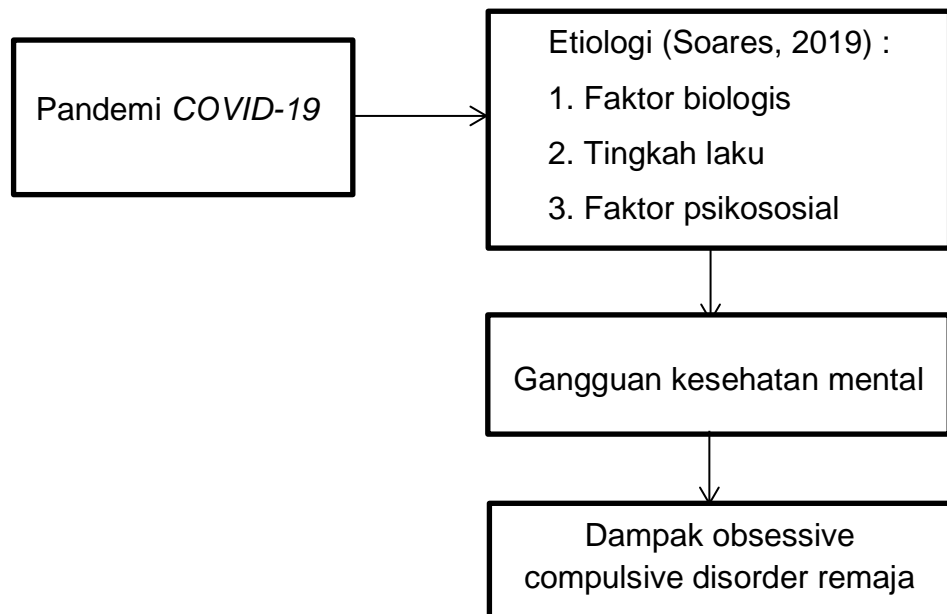 Pandemi COVID-19
Etiologi (Soares, 2019) :
1. Faktor biologis
2. Tingkah laku
3. Faktor psikososial
Gangguan kesehatan mental
Dampak obsessive
compulsive disorder remaja